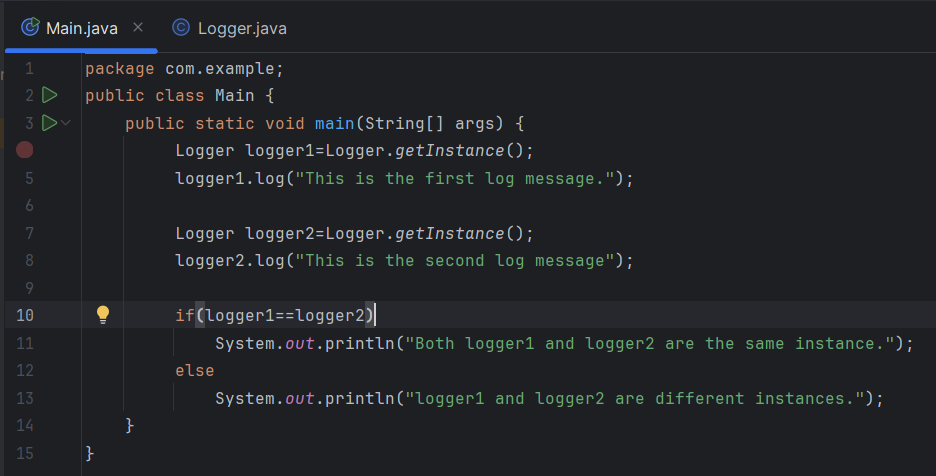 Main.java
Logger.java
1 package com.example;
2 public class Main {
3     public static void main(String[] args) {
         Logger logger1=Logger.getInstance();
5         logger1.log("This is the first log message.");
6
7         Logger logger2=Logger.getInstance();
8         logger2.log("This is the second log message");
9
10         if(logger1==logger2)
11             System.out.println("Both logger1 and logger2 are the same instance.");
12         else
13             System.out.println("logger1 and logger2 are different instances.");
14     }
15 }